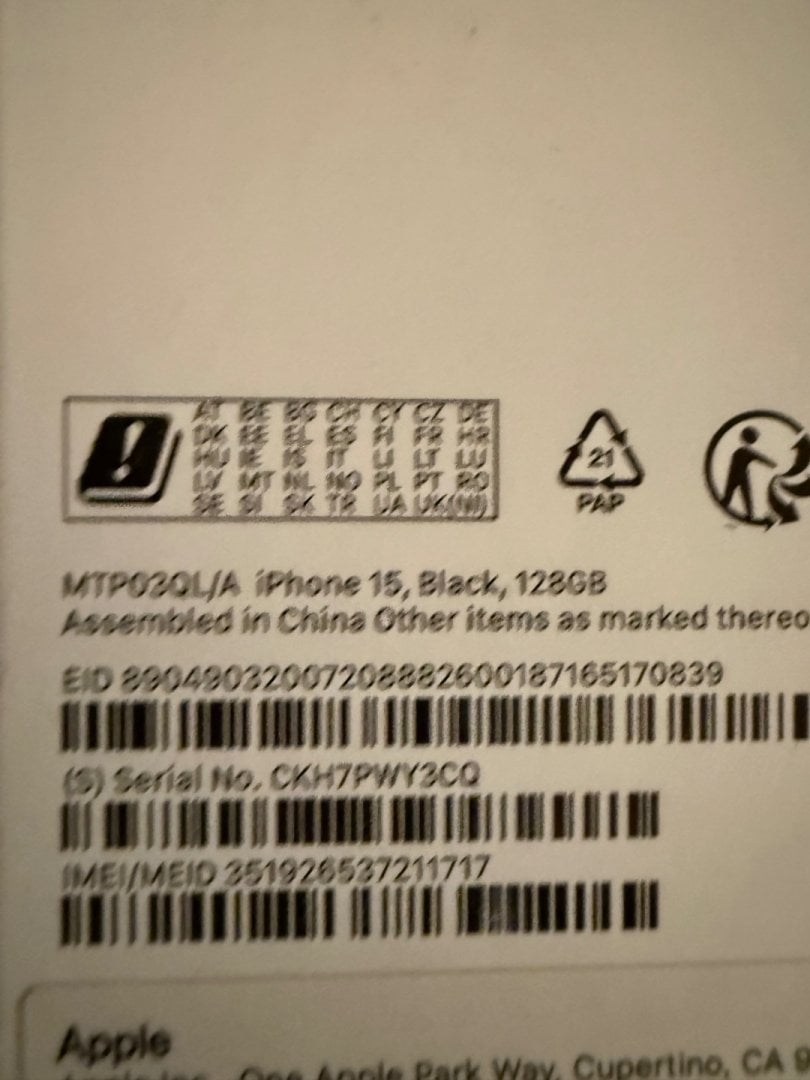 AT BE BG CH CY CZ DE
DK EE EL ES FI FR HR
HU IE IS IT LI LT LU
LV MT NL NO PL PT RO
SE SI SK TR UA UK(NI)
21
PAP
MTP03QL/A iPhone 15, Black, 128GB
Assembled in China Other items as marked thereo
EID 89049032007208882600187165170839
(S) Serial No. CKH7PWY3CQ
IMEI/MEID 351926537211717
Apple
One Apple Park Way, Cupertino, CA 9